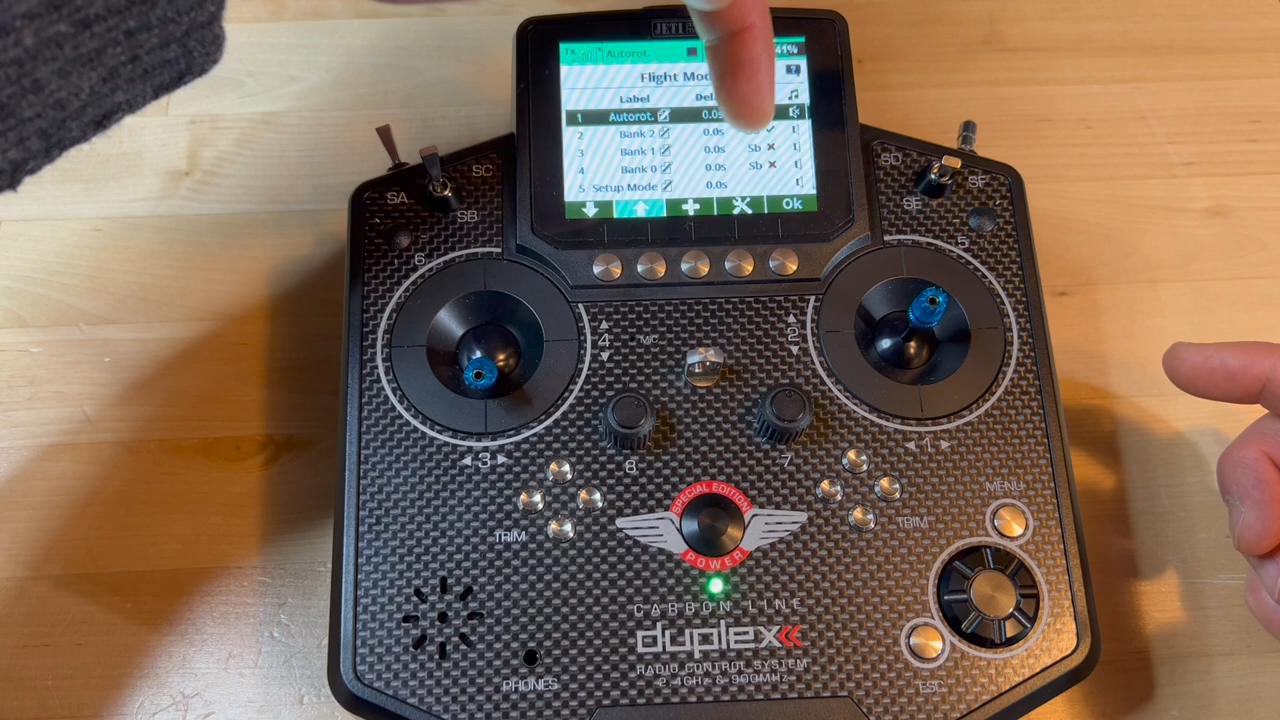 JETI
Tx Autorot. 41%
Flight Mod
? 
Label Del
1 Autorot. 0.0s
2 Bank 2 0.0s
3 Bank 1 0.0s Sb
4 Bank 0 0.0s Sb
5 Setup Mode 0.0s
Ok
SA
SC
SB
SD
SF
SE
6
5
4
MIC
2
3
8
7
1
TRIM
TRIM
MENU
SPECIAL EDITION
POWER
CARBON LINE
duplex
RADIO CONTROL SYSTEM
2,4GHz & 900MHz
PHONES
ESC